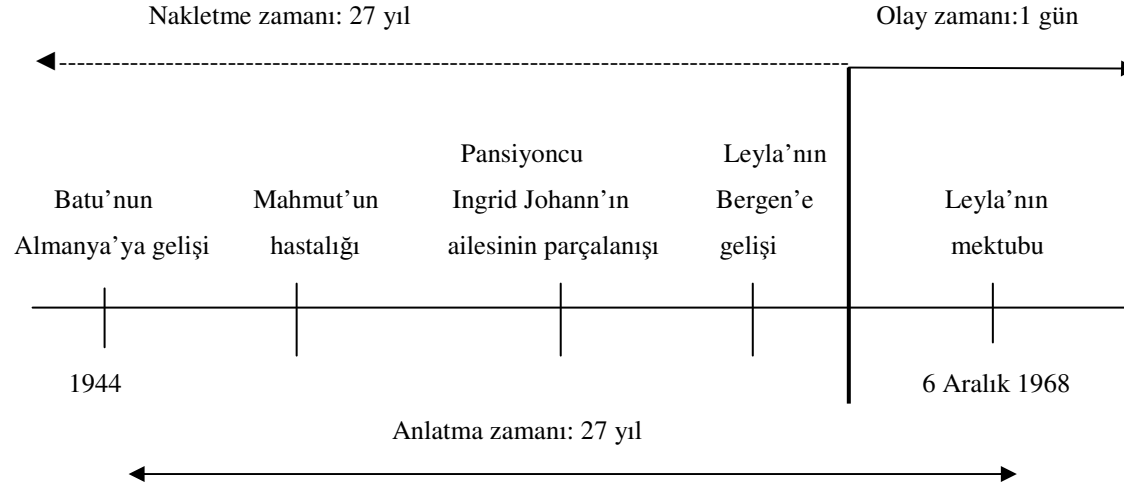 Nakletme zamanı: 27 yıl
Olay zamanı:1 gün
Batu’nun
Almanya’ya gelişi
Mahmut’un
hastalığı
Pansiyoncu
Ingrid Johann’ın
ailesinin parçalanışı
Leyla’nın
Bergen’e
gelişi
Leyla’nın
mektubu
1944
6 Aralık 1968
Anlatma zamanı: 27 yıl